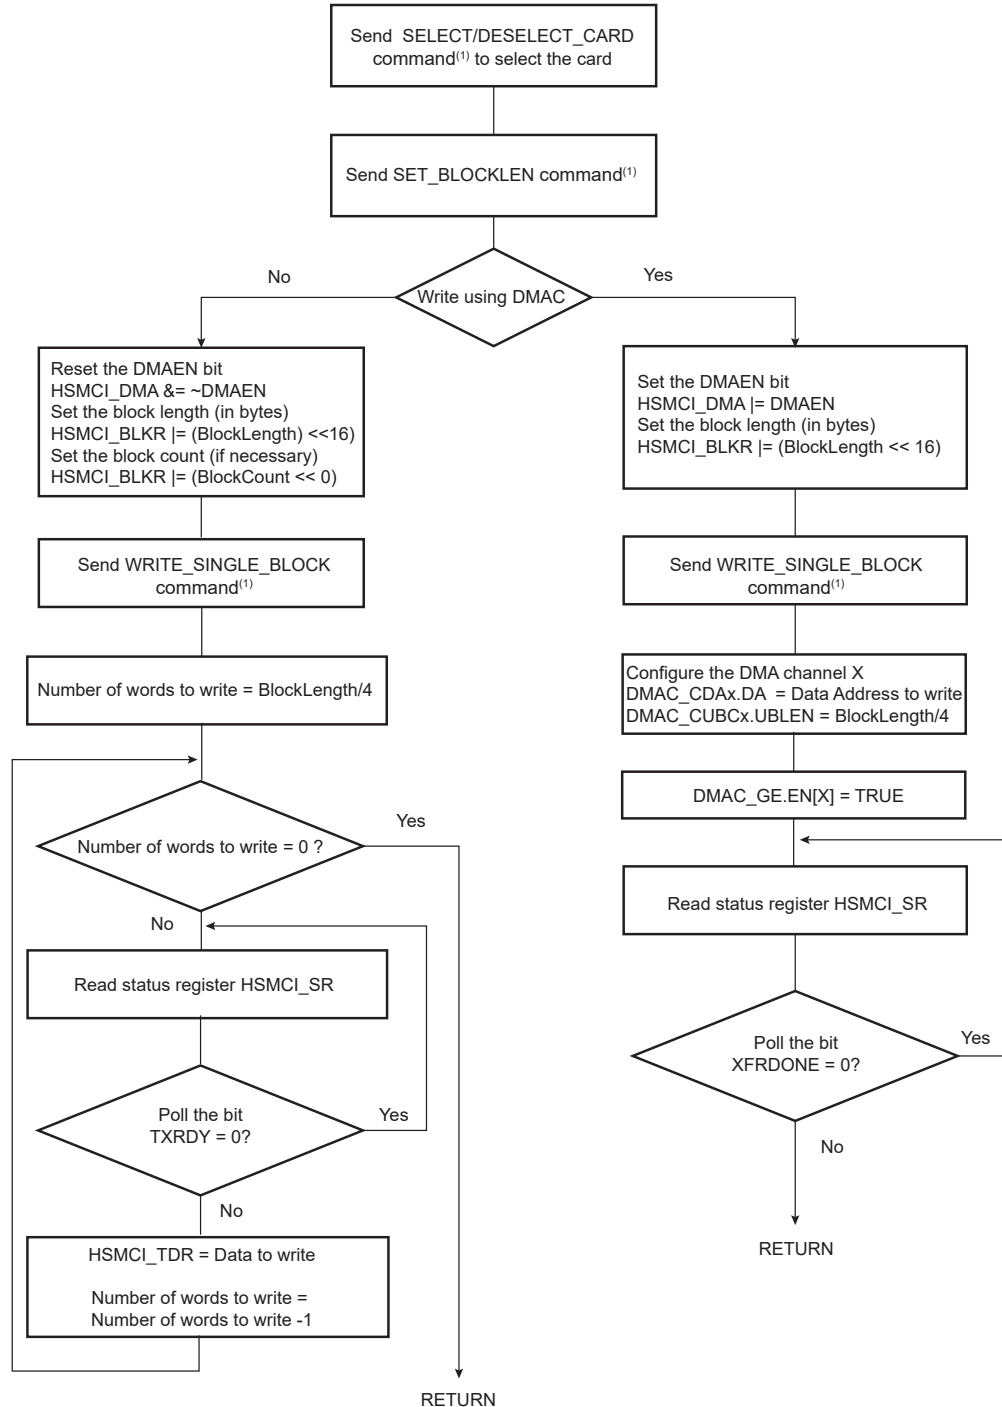 Send SELECT/DESELECT_CARD
command(1) to select the card
Send SET_BLOCKLEN command(1)
No
Yes
Write using DMAC
Reset the DMAEN bit
HSMCI_DMA &= ~DMAEN
Set the block length (in bytes)
HSMCI_BLKR |= (BlockLength) <<16)
Set the block count (if necessary)
HSMCI_BLKR |= (BlockCount << 0)
Send WRITE_SINGLE_BLOCK
command(1)
Number of words to write = BlockLength/4
Number of words to write = 0 ?
Yes
No
Read status register HSMCI_SR
Poll the bit
TXRDY = 0?
Yes
No
HSMCI_TDR = Data to write
Number of words to write =
Number of words to write -1
RETURN
Set the DMAEN bit
HSMCI_DMA |= DMAEN
Set the block length (in bytes)
HSMCI_BLKR |= (BlockLength << 16)
Send WRITE_SINGLE_BLOCK
command(1)
Configure the DMA channel X
DMAC_CDAx.DA = Data Address to write
DMAC_CUBCx.UBLEN = BlockLength/4
DMAC_GE.EN[X] = TRUE
Read status register HSMCI_SR
Poll the bit
XFRDONE = 0?
Yes
No
RETURN